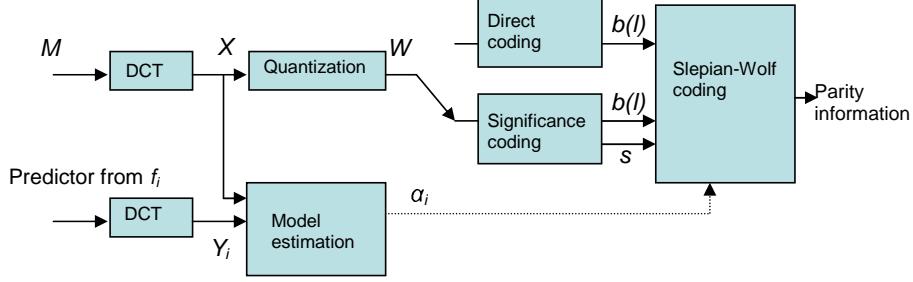 M
DCT
X
Quantization
W
Direct
coding
b(l)
Significance
coding
b(l)
s
Slepian-Wolf
coding
Parity
information
Predictor from fi
DCT
Yi
Model
estimation
αi